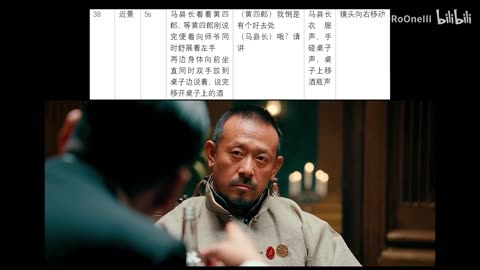 RoOneIII bilibili
38 近景 5s 马县长看着黄四 (黄四郎)我倒是 马县长 镜头向右移动
郎,等黄四郎刚说 有个好去处 衣服
完便看向师爷同 (马县长)哦?请 声,手
时舒展着左手 讲 碰桌子
再边身体向前坐 声,桌
直同时双手放到 子上移
桌子边说着,说完 酒瓶声
移开桌子上的酒